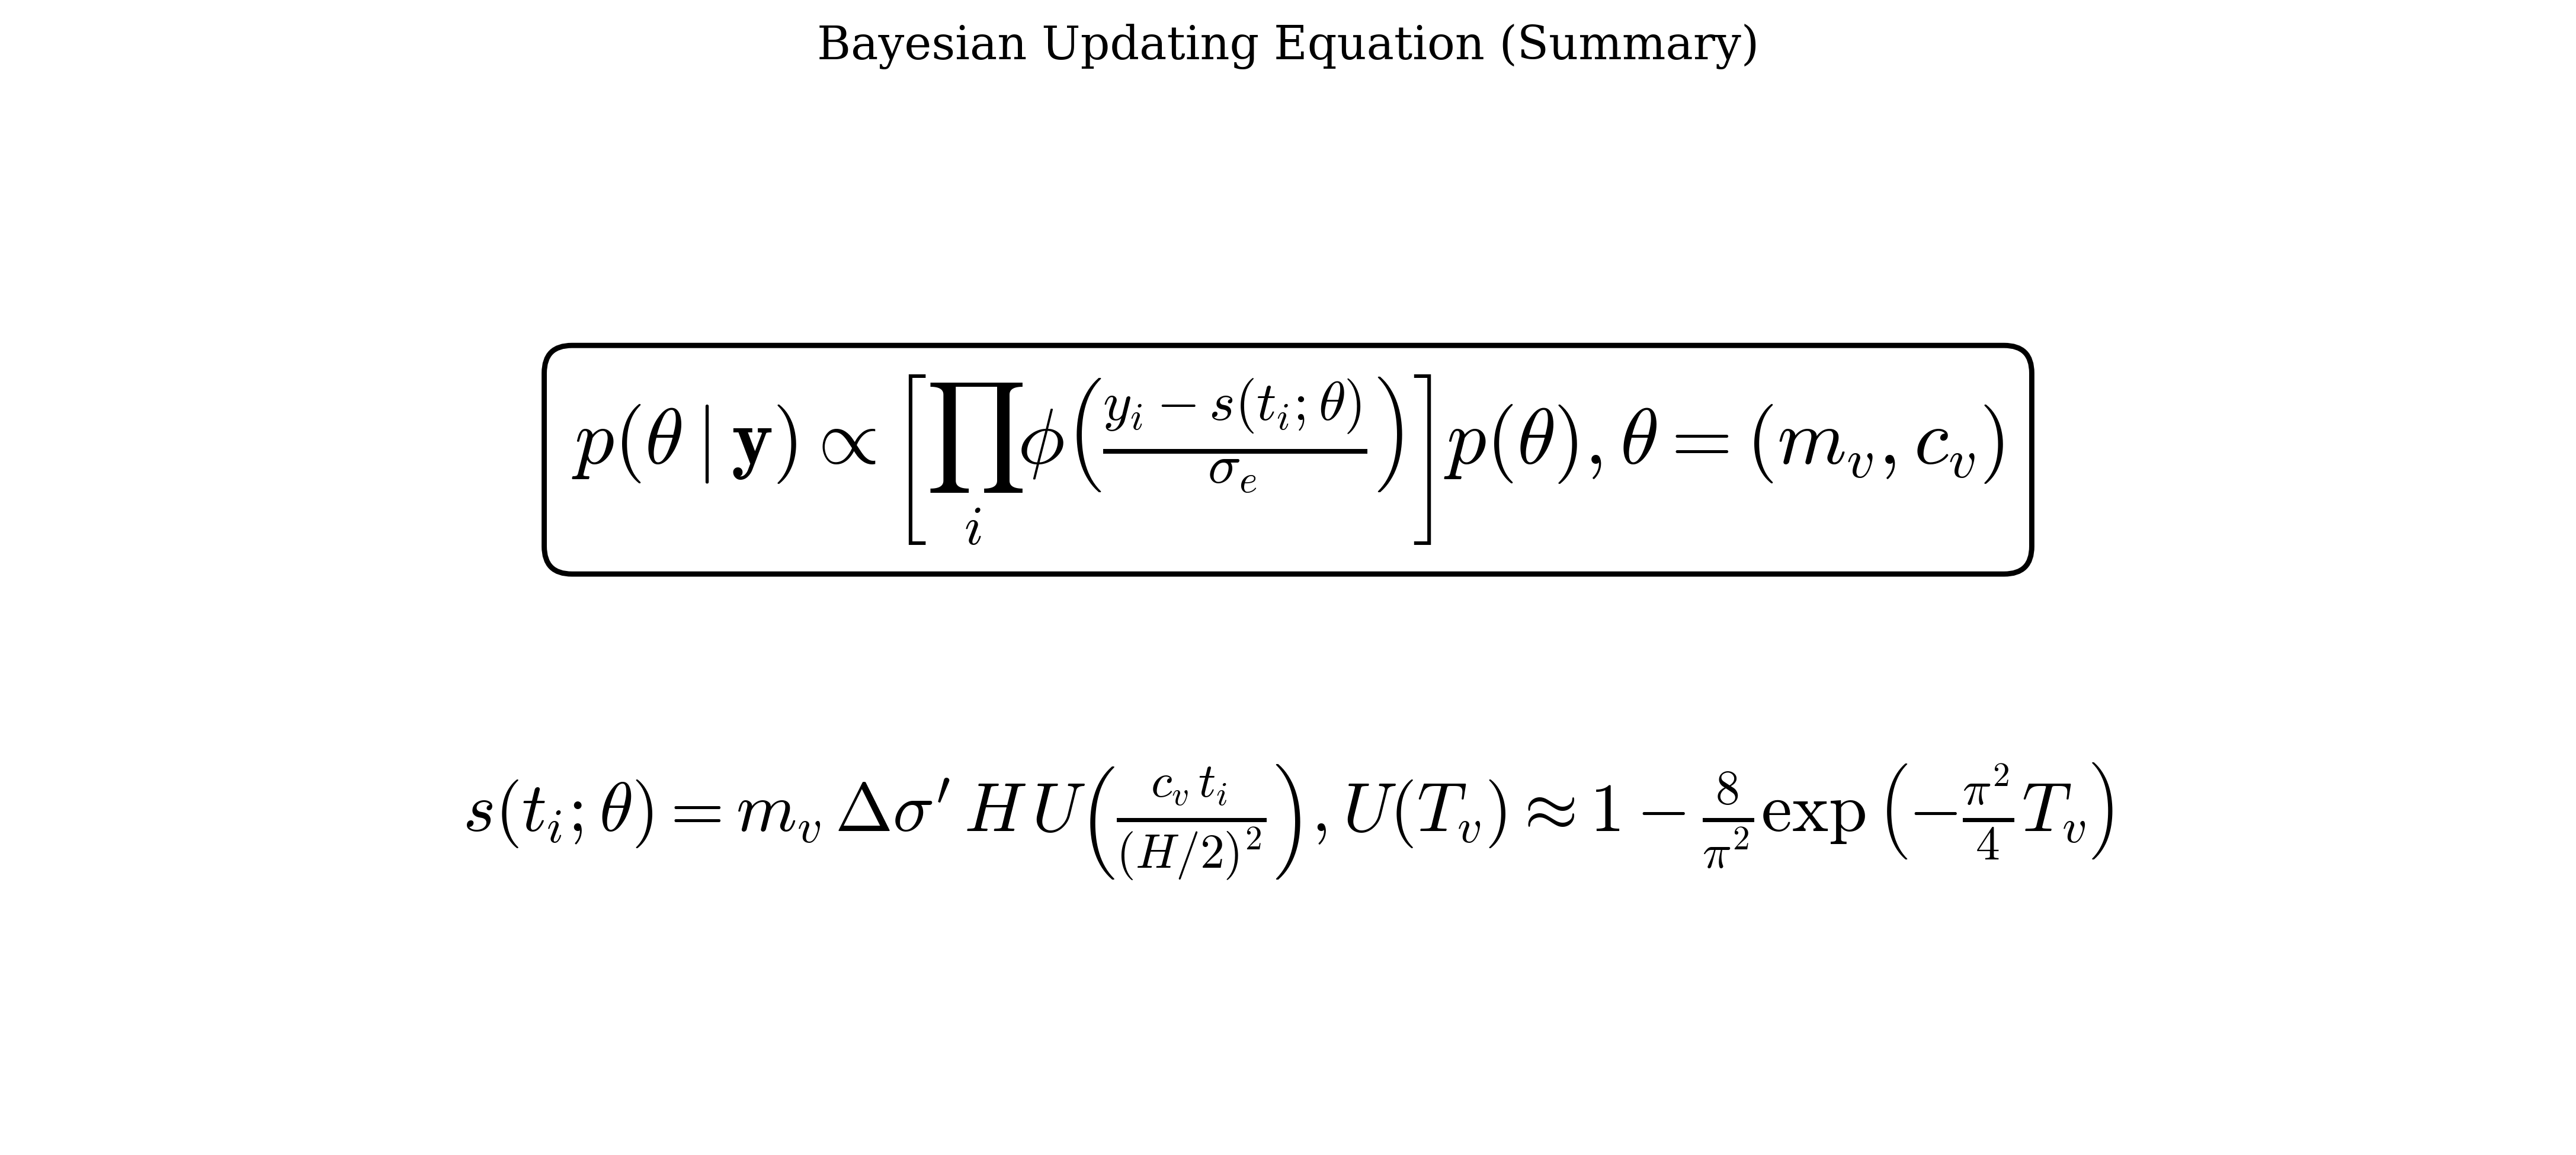 Bayesian Updating Equation (Summary)
$p(\theta \mid \mathbf{y}) \propto \left[ \prod_i \phi\left( \frac{y_i - s(t_i; \theta)}{\sigma_e} \right) \right] p(\theta), \theta = (m_v, c_v)$
$s(t_i; \theta) = m_v \, \Delta\sigma' \, H \, U\left( \frac{c_v \, t_i}{(H/2)^2} \right), U(T_v) \approx 1 - \frac{8}{\pi^2} \exp\left( -\frac{\pi^2}{4} T_v \right)$